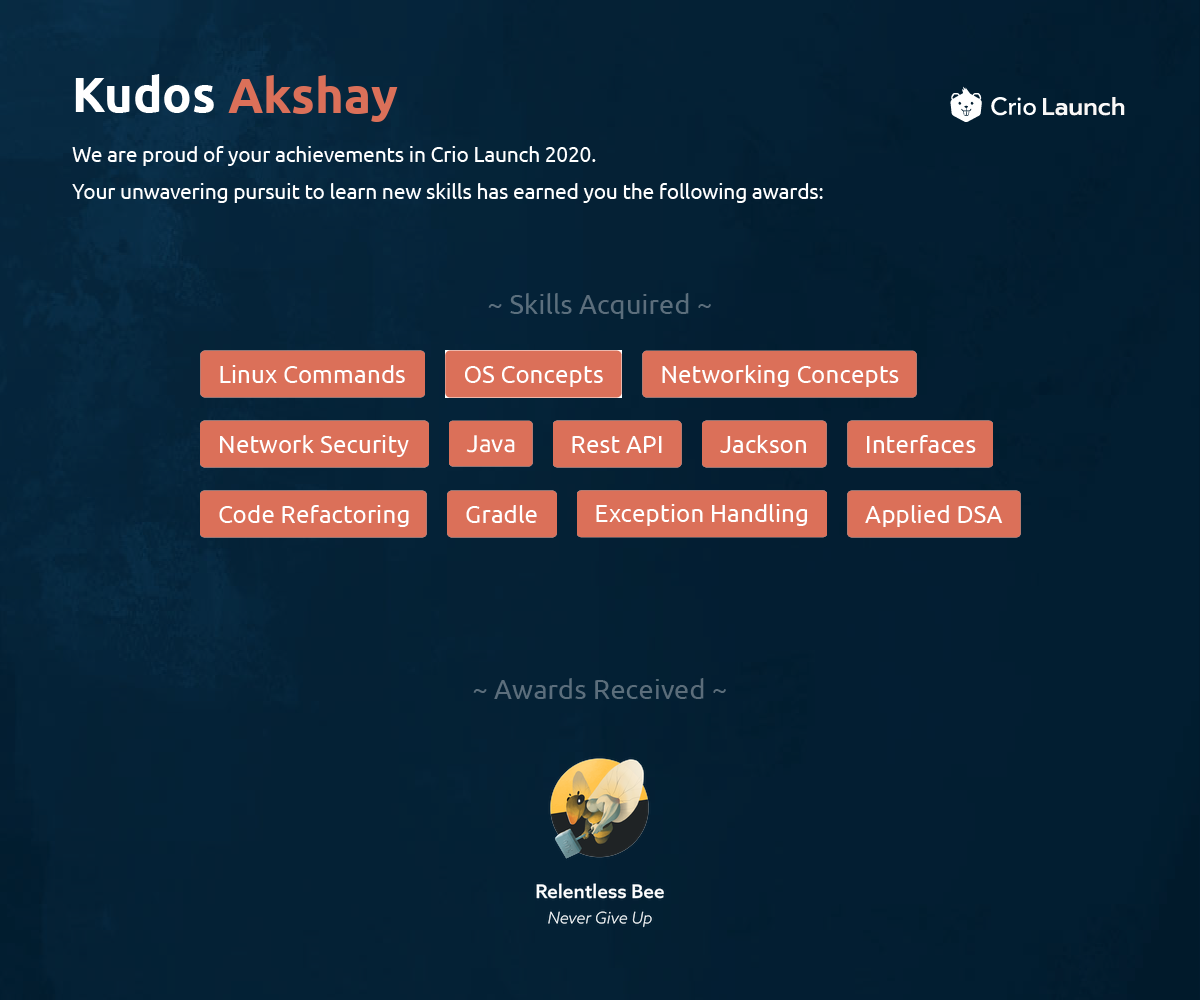 Kudos Akshay
Crio Launch
We are proud of your achievements in Crio Launch 2020.
Your unwavering pursuit to learn new skills has earned you the following awards:
~ Skills Acquired ~
Linux Commands OS Concepts Networking Concepts
Network Security Java Rest API Jackson Interfaces
Code Refactoring Gradle Exception Handling Applied DSA
~ Awards Received ~
Relentless Bee
Never Give Up